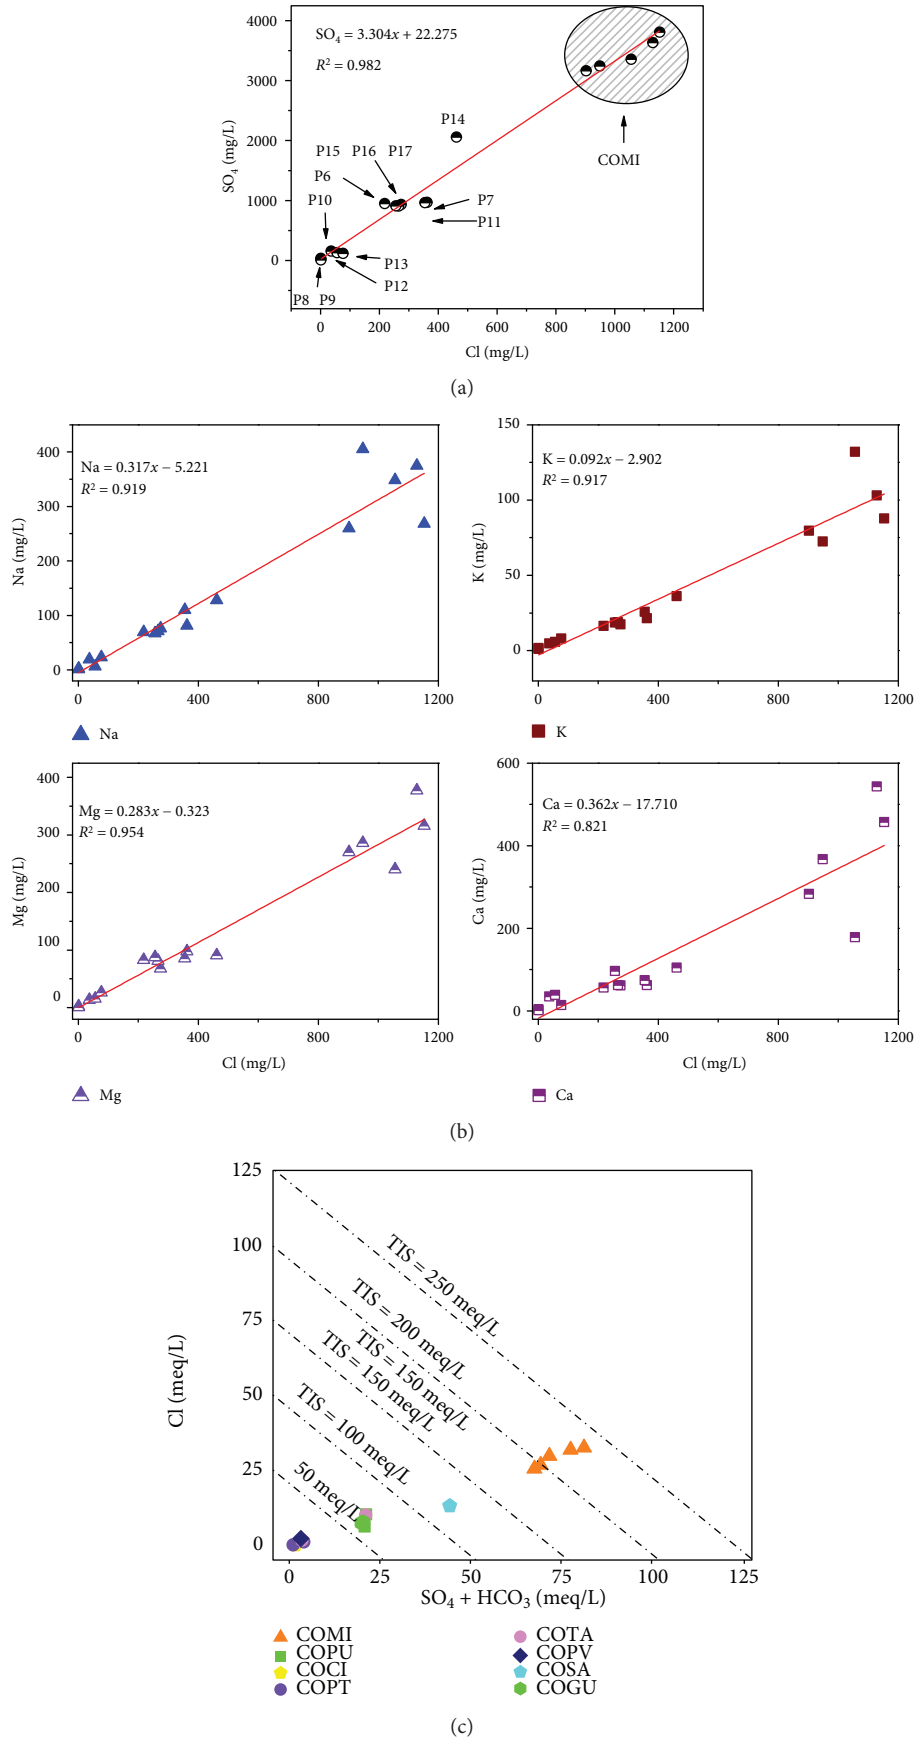 SO₄ = 3.304x + 22.275
R² = 0.982
P14
P15 P16 P17
P6
P10
P7
P11
P13
P12
P8 P9
COMI
4000
3000
2000
1000
0
SO₄ (mg/L)
0 200 400 600 800 1000 1200
Cl (mg/L)
(a)
Na = 0.317x − 5.221
R² = 0.919
400
300
200
100
0
Na (mg/L)
0 400 800 1200
Na
K = 0.092x − 2.902
R² = 0.917
150
100
50
0
K (mg/L)
0 400 800 1200
K
Mg = 0.283x − 0.323
R² = 0.954
400
300
200
100
0
Mg (mg/L)
0 400 800 1200
Cl (mg/L)
Mg
Ca = 0.362x − 17.710
R² = 0.821
600
400
200
0
Ca (mg/L)
0 400 800 1200
Cl (mg/L)
Ca
(b)
125
100
75
50
25
0
Cl (meq/L)
TIS = 250 meq/L
TIS = 200 meq/L
TIS = 150 meq/L
TIS = 150 meq/L
TIS = 100 meq/L
50 meq/L
0 25 50 75 100 125
SO₄ + HCO₃ (meq/L)
COMI
COPU
COCI
COPT
COTA
COPV
COSA
COGU
(c)